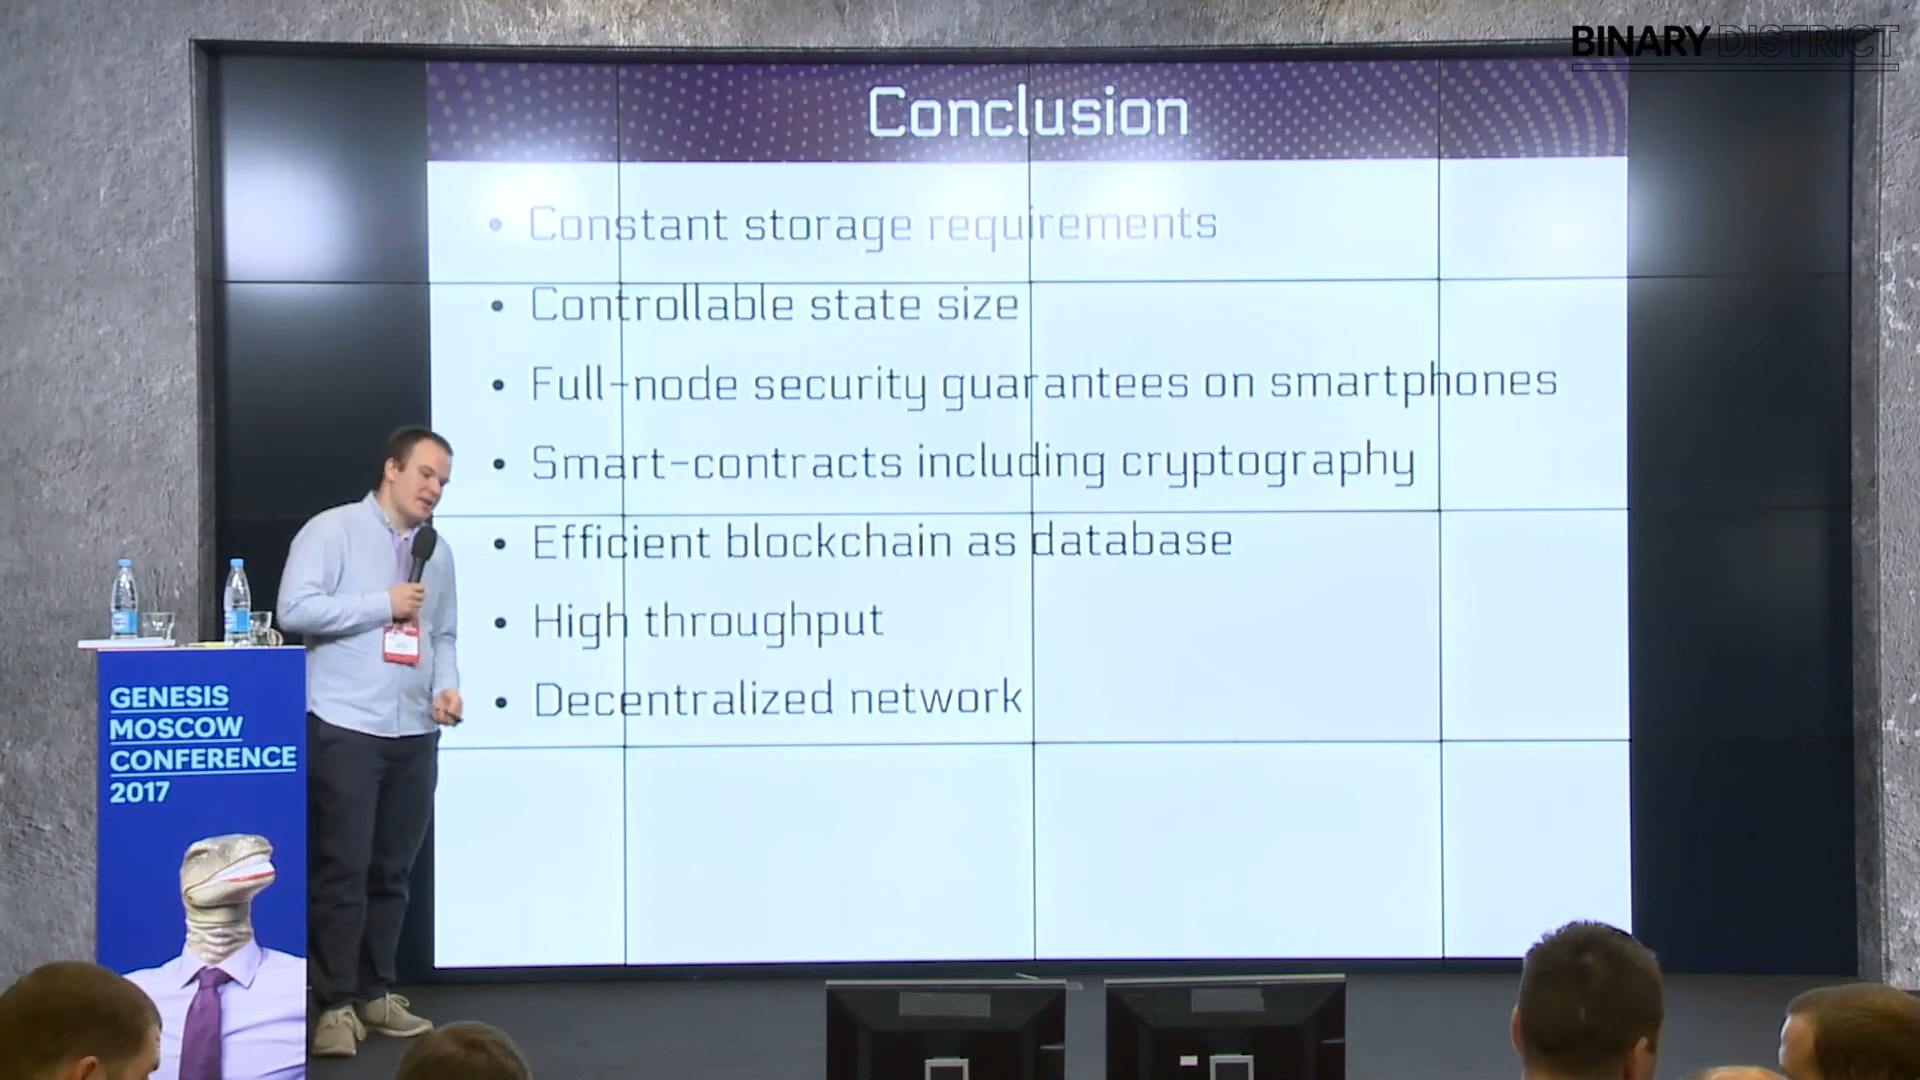 BINARY DISTRICT
Conclusion
• Constant storage requirements
• Controllable state size
• Full-node security guarantees on smartphones
• Smart-contracts including cryptography
• Efficient blockchain as database
• High throughput
• Decentralized network
GENESIS
MOSCOW
CONFERENCE
2017